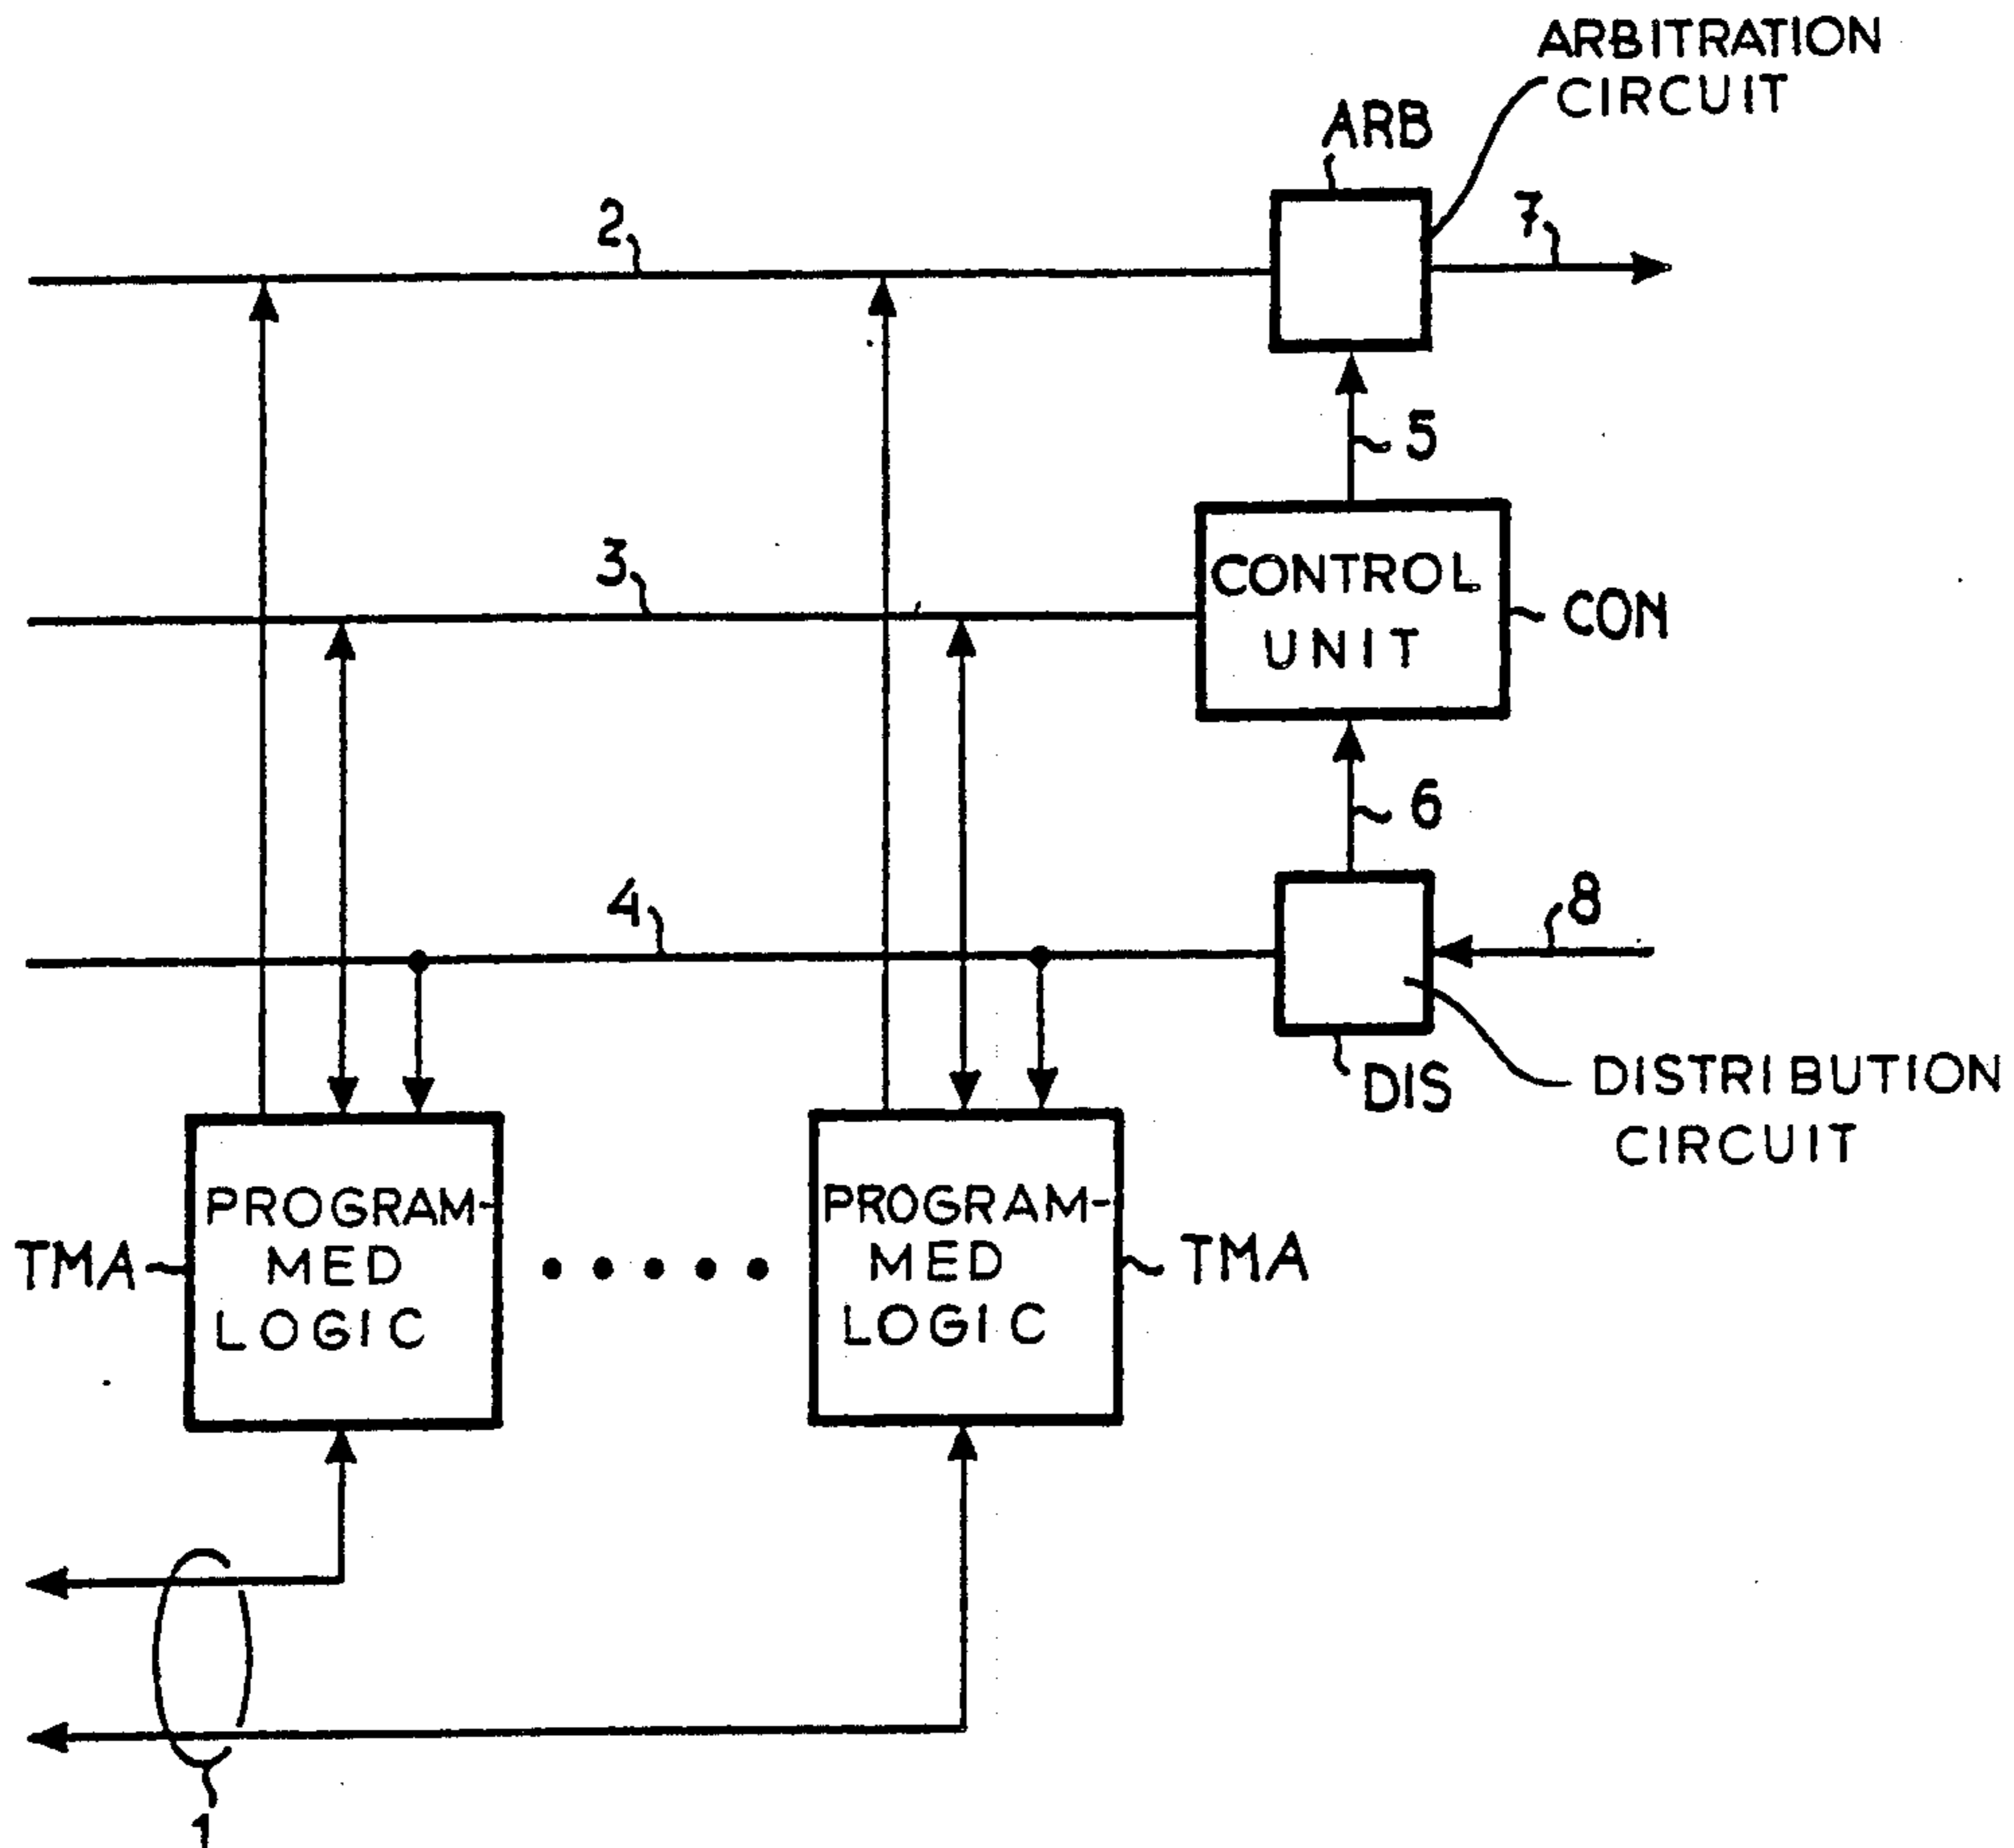 ARBITRATION
CIRCUIT
ARB
2
7
5
3
CONTROL
UNIT
CON
6
4
8
DIS
DISTRIBUTION
CIRCUIT
TMA
PROGRAM-
MED
LOGIC
PROGRAM-
MED
LOGIC
TMA
1